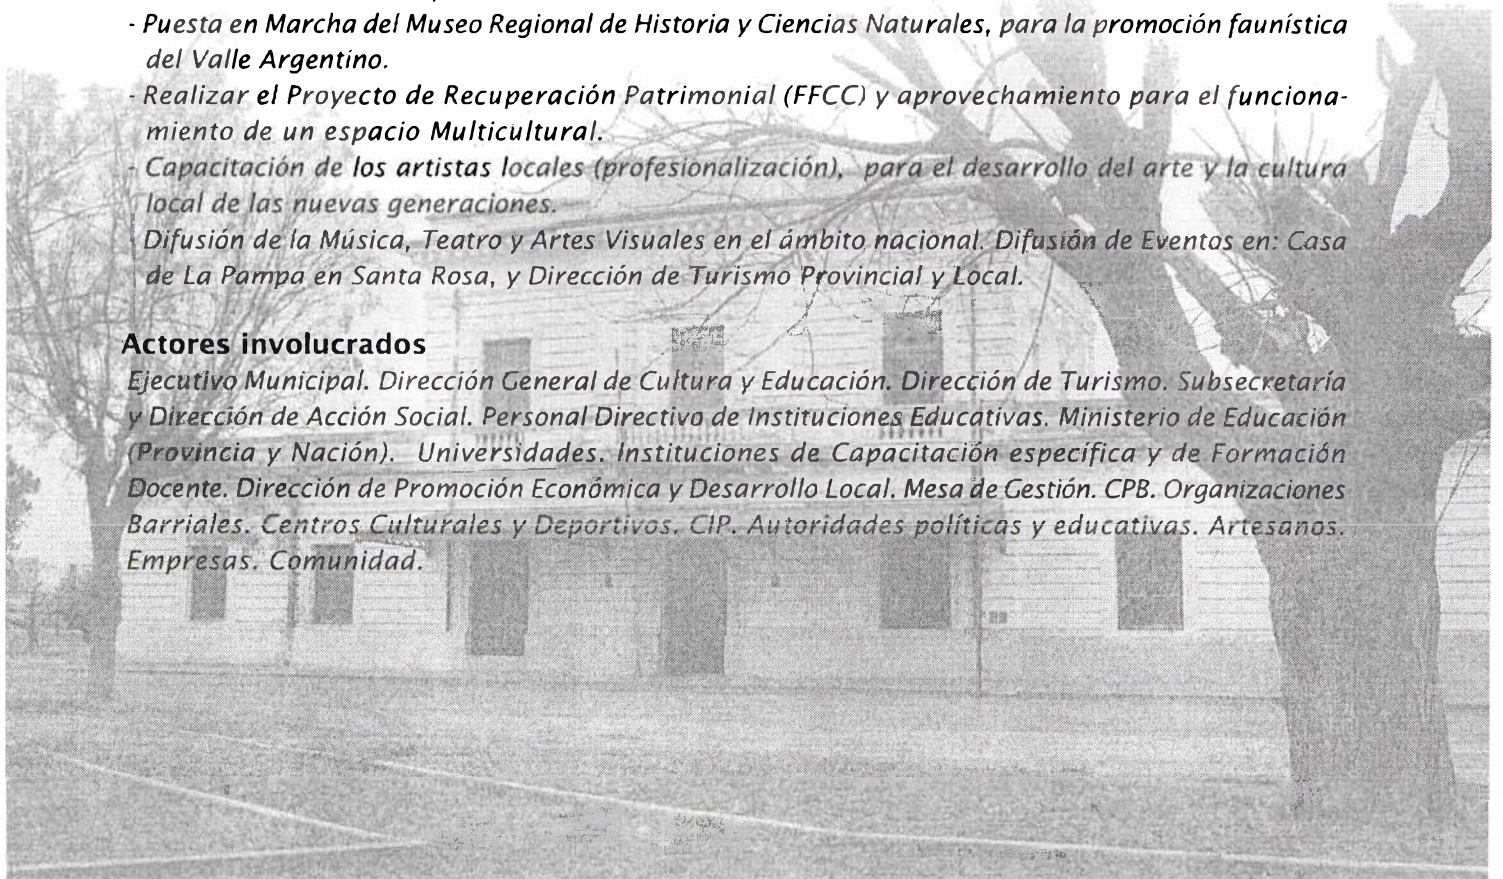 - Puesta en Marcha del Museo Regional de Historia y Ciencias Naturales, para la promoción faunística
del Valle Argentino.
- Realizar el Proyecto de Recuperación Patrimonial (FFCC) y aprovechamiento para el funciona-
miento de un espacio Multicultural.
- Capacitación de los artistas locales (profesionalización), para el desarrollo del arte y la cultura
local de las nuevas generaciones.
Difusión de la Música, Teatro y Artes Visuales en el ámbito nacional. Difusión de Eventos en: Casa
de La Pampa en Santa Rosa, y Dirección de Turismo Provincial y Local.
Actores involucrados
Ejecutivo Municipal. Dirección General de Cultura y Educación. Dirección de Turismo. Subsecretaría
y Dirección de Acción Social. Personal Directivo de Instituciones Educativas. Ministerio de Educación
(Provincia y Nación). Universidades. Instituciones de Capacitación específica y de Formación
Docente. Dirección de Promoción Económica y Desarrollo Local. Mesa de Gestión. CPB. Organizaciones
Barriales. Centros Culturales y Deportivos. CIP. Autoridades políticas y educativas. Artesanos.
Empresas. Comunidad.